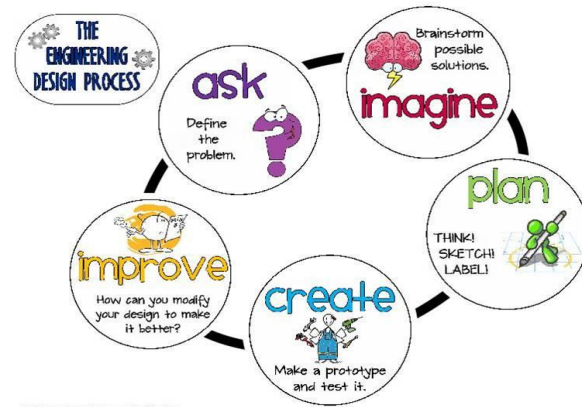 THE
ENGINEERING
DESIGN PROCESS
ask
Define
the
problem.
Brainstorm
possible
solutions.
imagine
plan
THINK!
SKETCH!
LABEL!
create
Make a prototype
and test it.
improve
How can you modify
your design to make
it better?